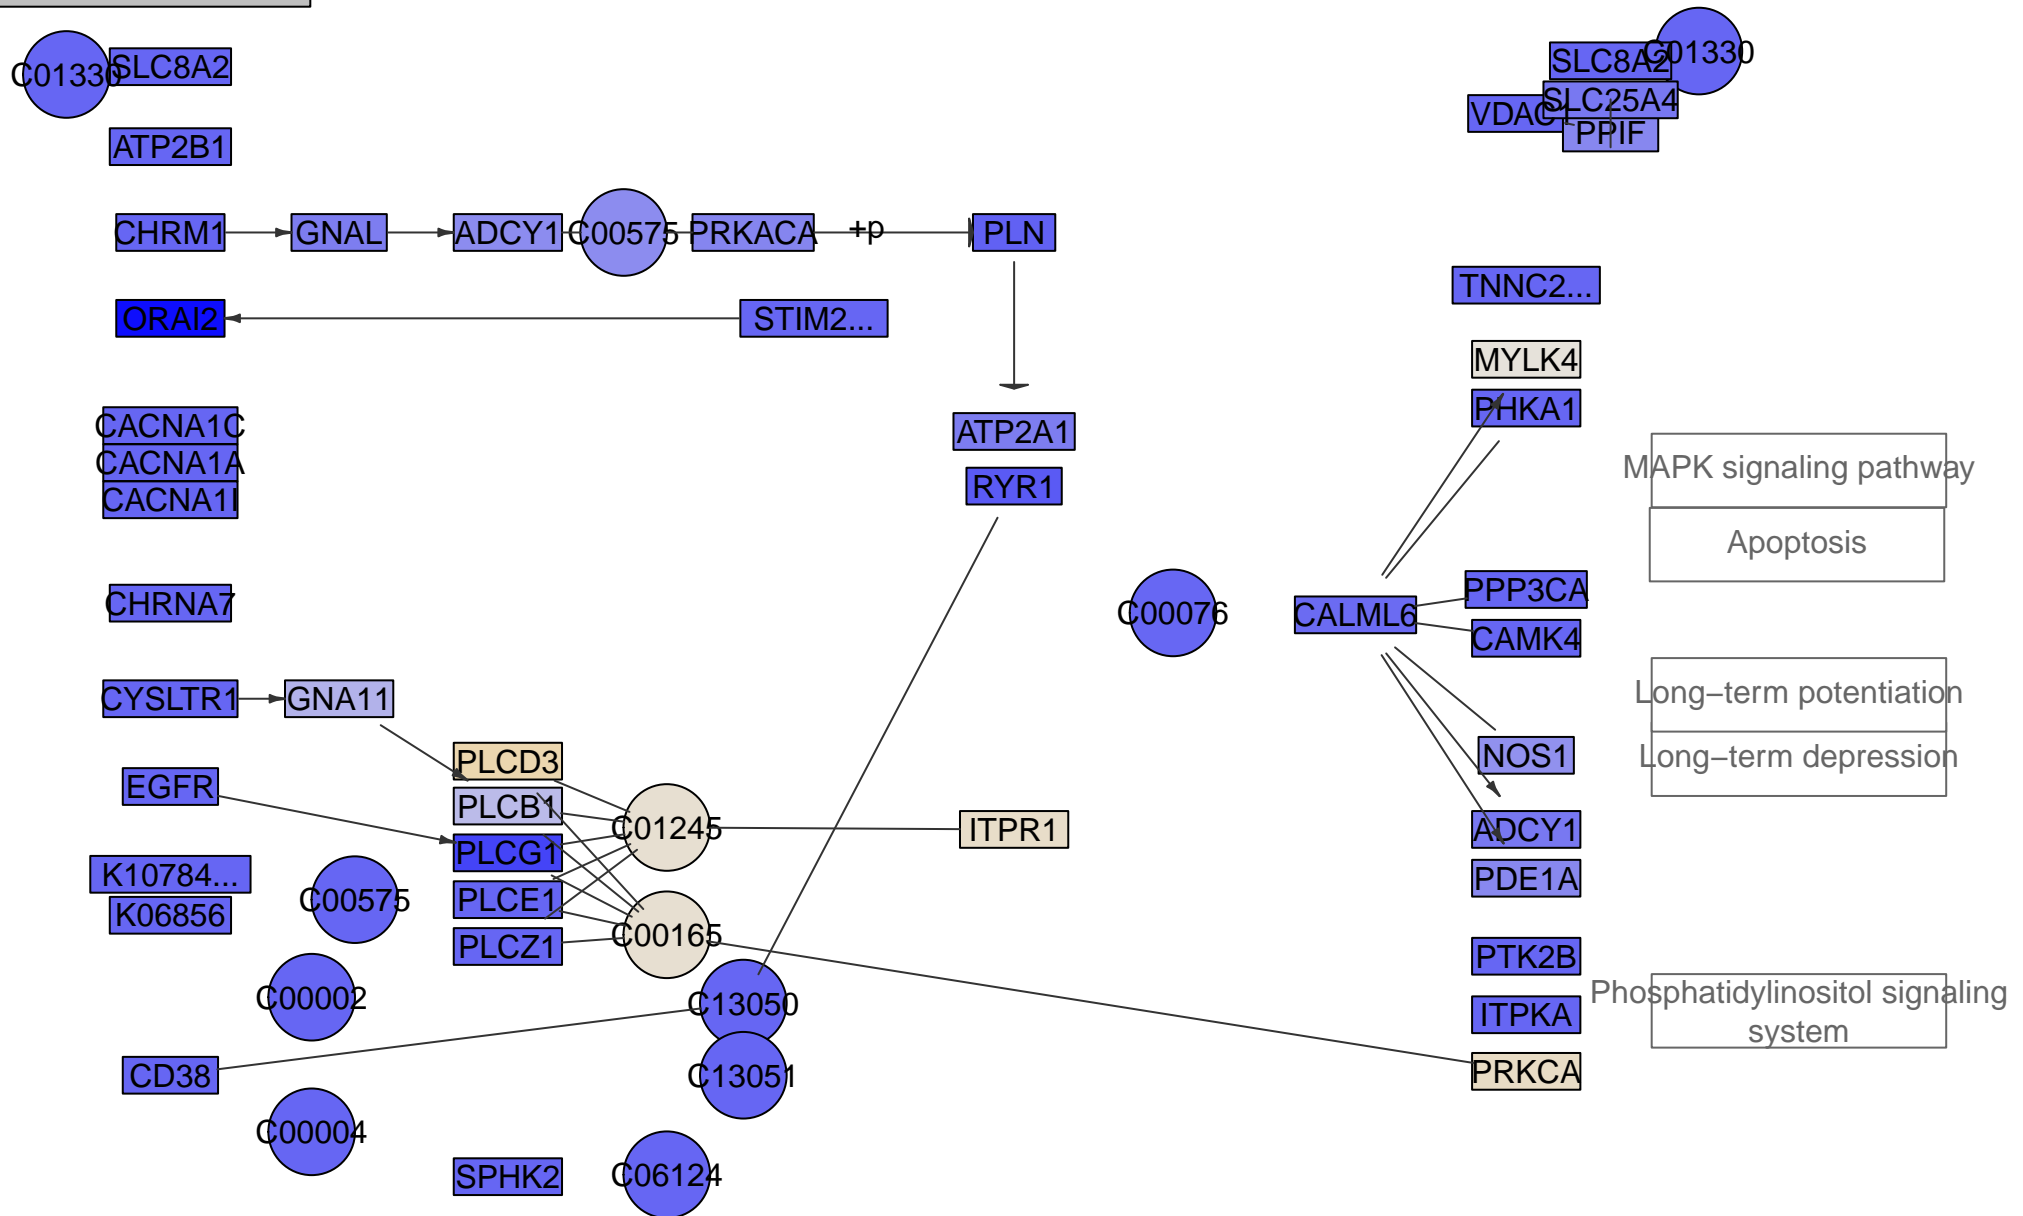 C01330
SLC8A2
SLC8A2
C01330
SLC25A4
VDAC1
PPIF
ATP2B1
CHRM1
GNAL
ADCY1
C00575
PRKACA
+p
PLN
TNNC2...
ORAI2
STIM2...
MYLK4
PHKA1
CACNA1C
CACNA1A
CACNA1I
ATP2A1
RYR1
MAPK signaling pathway
Apoptosis
CHRNA7
C00076
CALML6
PPP3CA
CAMK4
CYSLTR1
GNA11
Long−term potentiation
Long−term depression
NOS1
PLCD3
EGFR
PLCB1
C01245
ITPR1
ADCY1
PLCG1
K10784...
PDE1A
C00575
PLCE1
K06856
C00165
PLCZ1
PTK2B
C00002
C13050
ITPKA
Phosphatidylinositol signaling
system
CD38
C13051
PRKCA
C00004
SPHK2
C06124